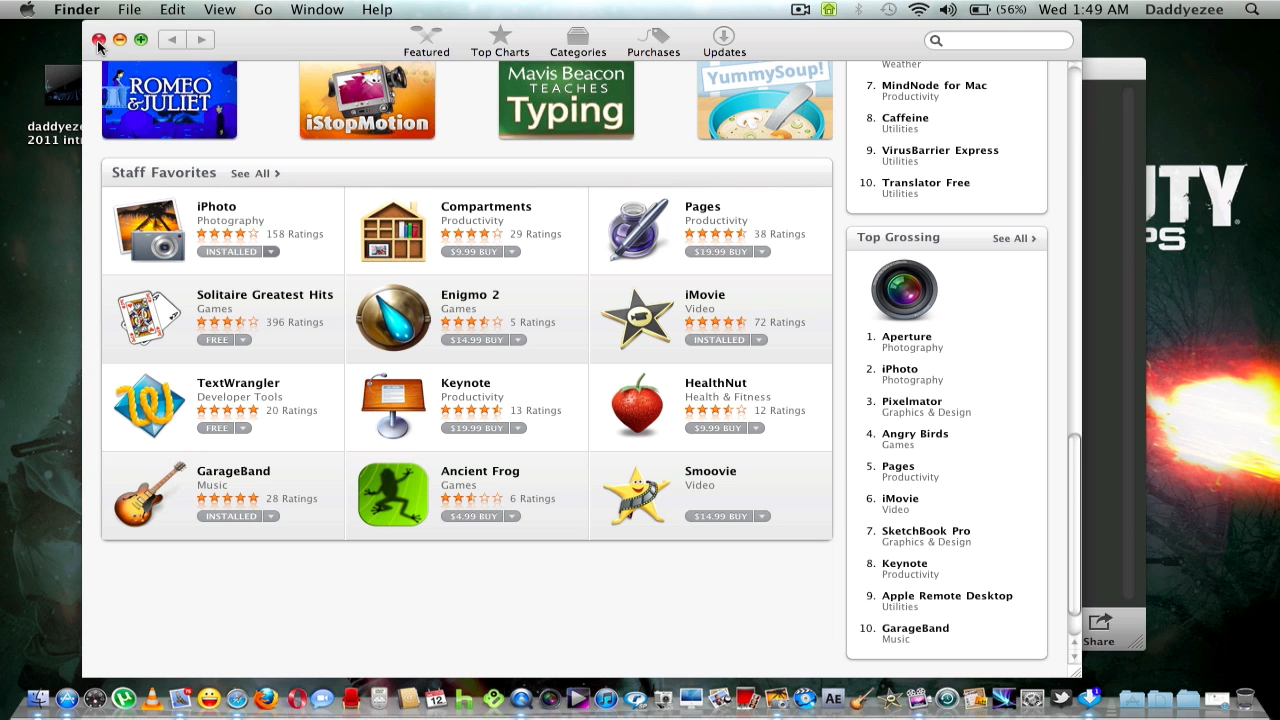 Finder File Edit View Go Window Help (56%) Wed 1:49 AM Daddyezee
Featured Top Charts Categories Purchases Updates
daddyeze
2011 int
ROMEO
& JULIET
iStopMotion
Mavis Beacon
TEACHES
Typing
YummySoup!
Staff Favorites See All >
iPhoto
Photography
158 Ratings
INSTALLED
Compartments
Productivity
29 Ratings
$9.99 BUY
Pages
Productivity
38 Ratings
$19.99 BUY
Solitaire Greatest Hits
Games
396 Ratings
FREE
Enigmo 2
Games
5 Ratings
$14.99 BUY
iMovie
Video
72 Ratings
INSTALLED
TextWrangler
Developer Tools
20 Ratings
FREE
Keynote
Productivity
13 Ratings
$19.99 BUY
HealthNut
Health & Fitness
12 Ratings
$9.99 BUY
GarageBand
Music
28 Ratings
INSTALLED
Ancient Frog
Games
6 Ratings
$4.99 BUY
Smoovie
Video
$14.99 BUY
Weather
7. MindNode for Mac
Productivity
8. Caffeine
Utilities
9. VirusBarrier Express
Utilities
10. Translator Free
Utilities
Top Grossing See All >
1. Aperture
Photography
2. iPhoto
Photography
3. Pixelmator
Graphics & Design
4. Angry Birds
Games
5. Pages
Productivity
6. iMovie
Video
7. SketchBook Pro
Graphics & Design
8. Keynote
Productivity
9. Apple Remote Desktop
Utilities
10. GarageBand
Music
UTY
PS
Share
AE